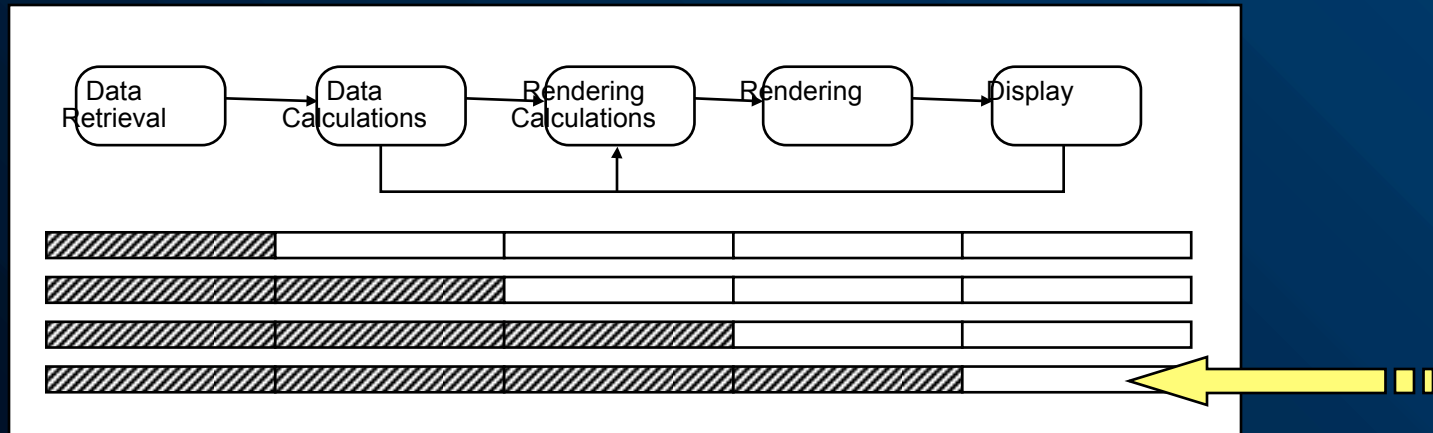 Data
Retrieval
Data
Calculations
Rendering
Calculations
Rendering
Display